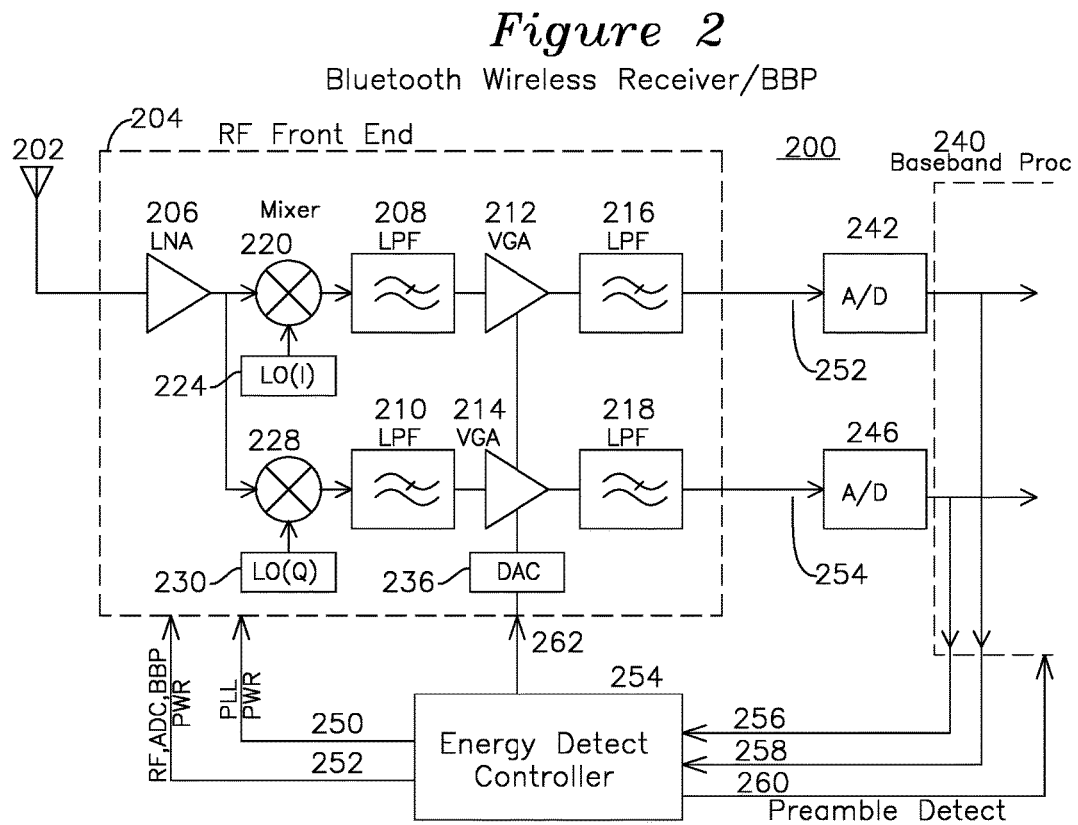 Figure 2
Bluetooth Wireless Receiver/BBP
204
RF Front End
202
200
240
Baseband Proc
206
LNA
Mixer
220
208
LPF
212
VGA
216
LPF
242
A/D
224
LO(I)
252
210
LPF
214
VGA
218
LPF
228
246
A/D
230
LO(Q)
236
DAC
254
262
RF,ADC,BBP
PWR
PLL
PWR
254
250
252
Energy Detect
Controller
256
258
260
Preamble Detect